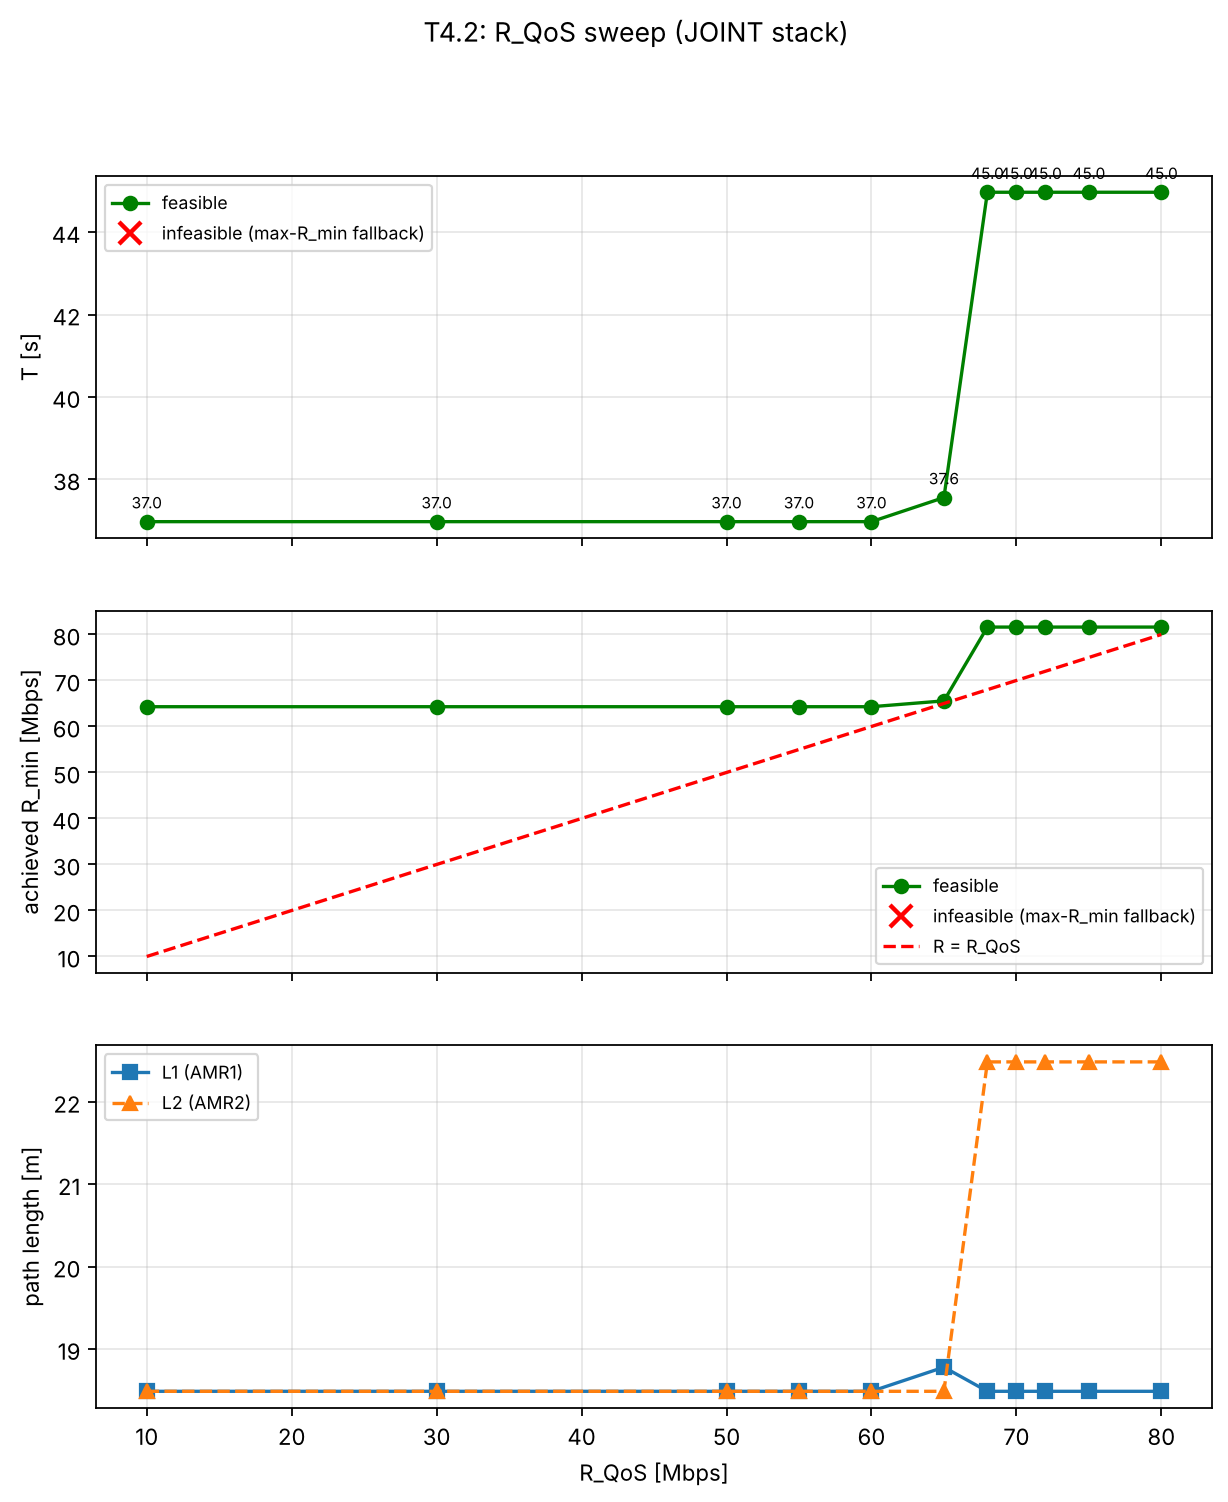 T4.2: R_QoS sweep (JOINT stack)
45.0 45.0 45.0 45.0 45.0
feasible
infeasible (max-R_min fallback)
44
42
40
38
T [s]
37.0 37.0 37.0 37.0 37.0 37.6
80
70
60
50
40
30
20
10
achieved R_min [Mbps]
feasible
infeasible (max-R_min fallback)
R = R_QoS
L1 (AMR1)
L2 (AMR2)
22
21
20
19
path length [m]
10 20 30 40 50 60 70 80
R_QoS [Mbps]